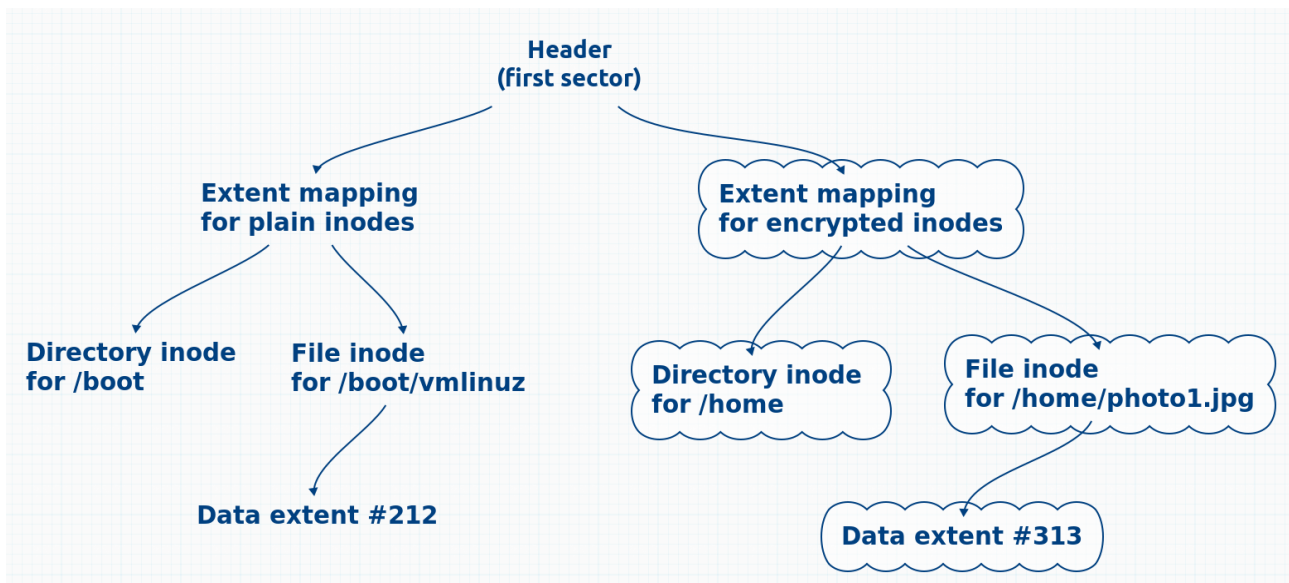 Header
(first sector)
Extent mapping
for plain inodes
Extent mapping
for encrypted inodes
Directory inode
for /boot
File inode
for /boot/vmlinuz
Directory inode
for /home
File inode
for /home/photo1.jpg
Data extent #212
Data extent #313